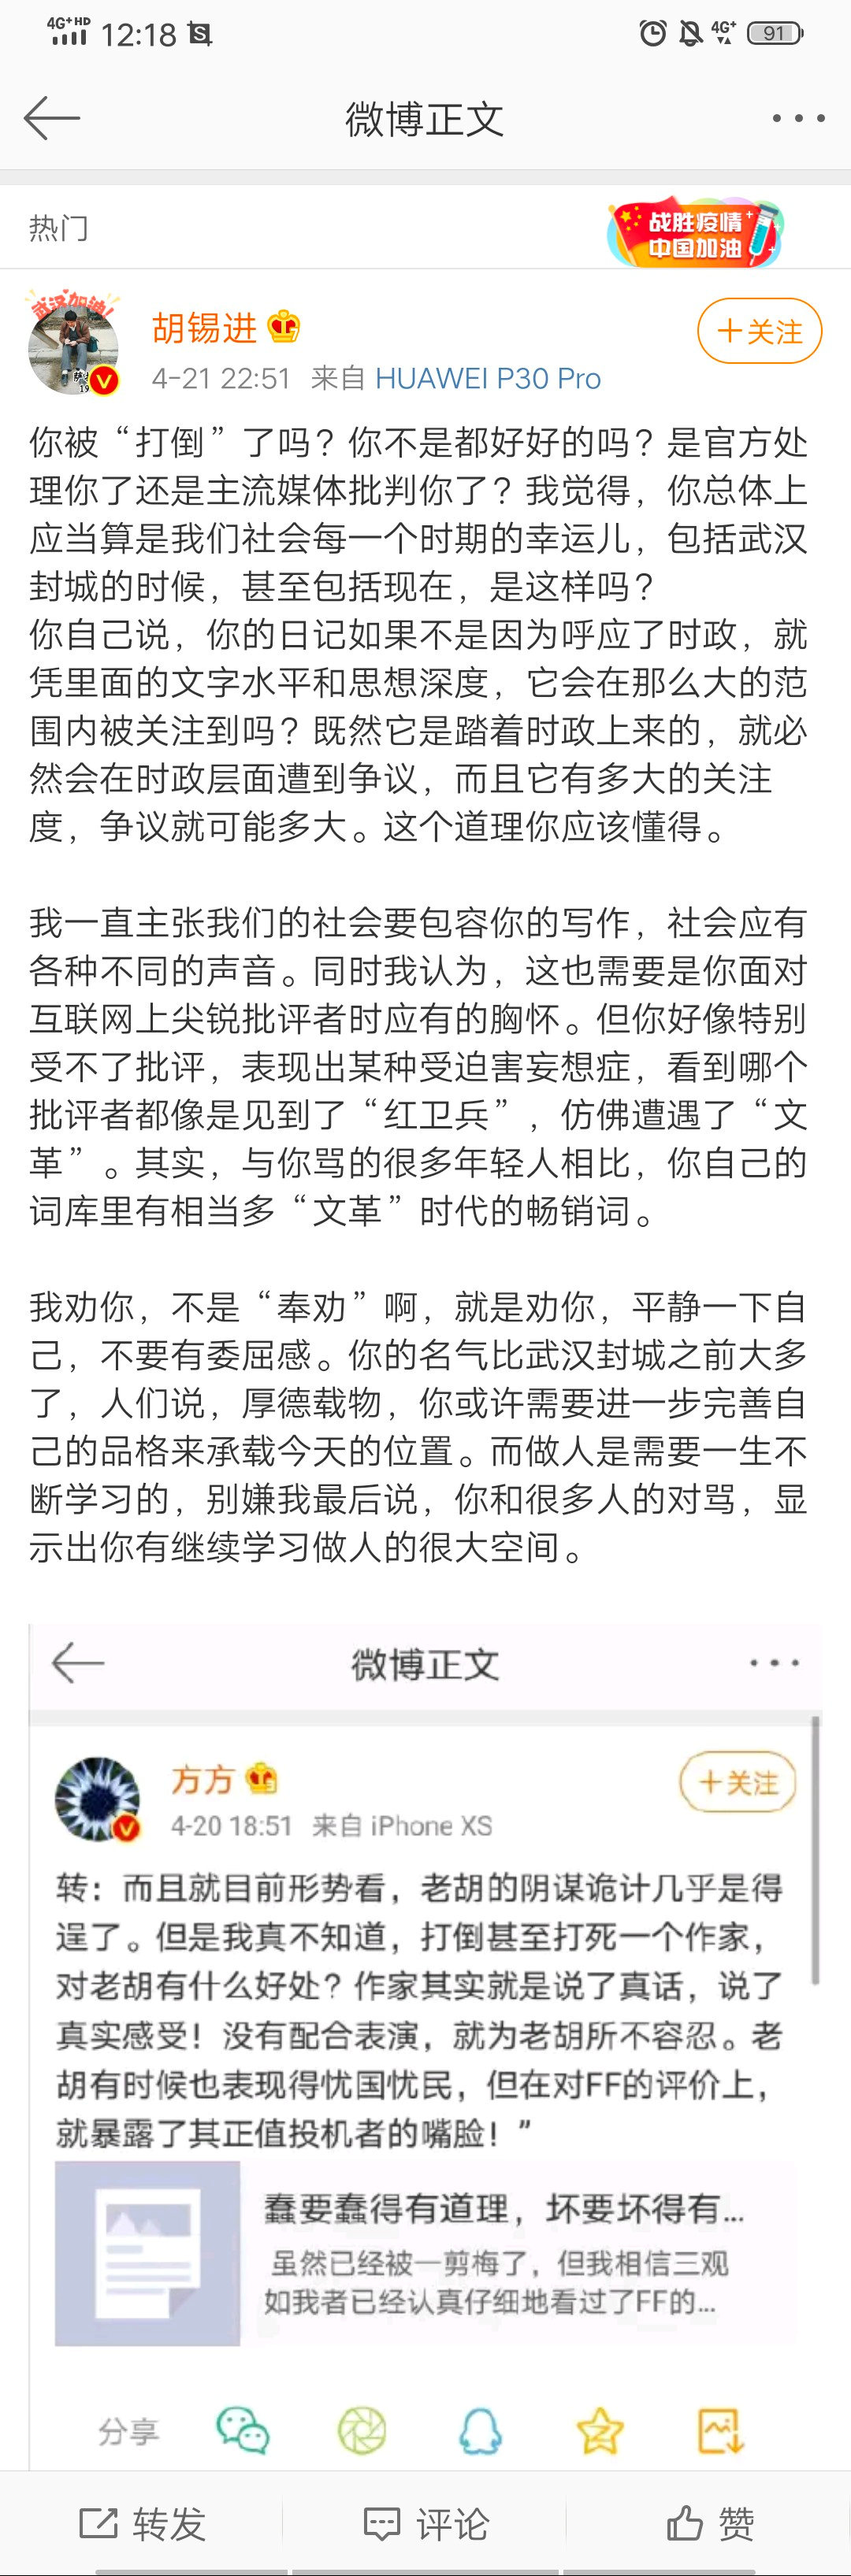 4G+HD 12:18 4G+ 91
微博正文
热门
战胜疫情
中国加油
武汉加油!
胡锡进
+关注
4-21 22:51 来自 HUAWEI P30 Pro
你被“打倒”了吗？你不是都好好的吗？是官方处
理你了还是主流媒体批判你了？我觉得，你总体上
应当算是我们社会每一个时期的幸运儿，包括武汉
封城的时候，甚至包括现在，是这样吗？
你自己说，你的日记如果不是因为呼应了时政，就
凭里面的文字水平和思想深度，它会在那么大的范
围内被关注到吗？既然它是踏着时政上来的，就必
然会在时政层面遭到争议，而且它有多大的关注
度，争议就可能多大。这个道理你应该懂得。
我一直主张我们的社会要包容你的写作，社会应有
各种不同的声音。同时我认为，这也需要是你面对
互联网上尖锐批评者时应有的胸怀。但你好像特别
受不了批评，表现出某种受迫害妄想症，看到哪个
批评者都像是见到了“红卫兵”，仿佛遭遇了“文
革”。其实，与你骂的很多年轻人相比，你自己的
词库里有相当多“文革”时代的畅销词。
我劝你，不是“奉劝”啊，就是劝你，平静一下自
己，不要有委屈感。你的名气比武汉封城之前大多
了，人们说，厚德载物，你或许需要进一步完善自
己的品格来承载今天的位置。而做人是需要一生不
断学习的，别嫌我最后说，你和很多人的对骂，显
示出你有继续学习做人的很大空间。
微博正文
方方
+关注
4-20 18:51 来自 iPhone XS
转：而且就目前形势看，老胡的阴谋诡计几乎是得
逞了。但是我真不知道，打倒甚至打死一个作家，
对老胡有什么好处？作家其实就是说了真话，说了
真实感受！没有配合表演，就为老胡所不容忍。老
胡有时候也表现得忧国忧民，但在对FF的评价上，
就暴露了其正值投机者的嘴脸！”
蠢要蠢得有道理，坏要坏得有...
虽然已经被一剪梅了，但我相信三观
如我者已经认真仔细地看过了FF的...
分享
转发
评论
赞